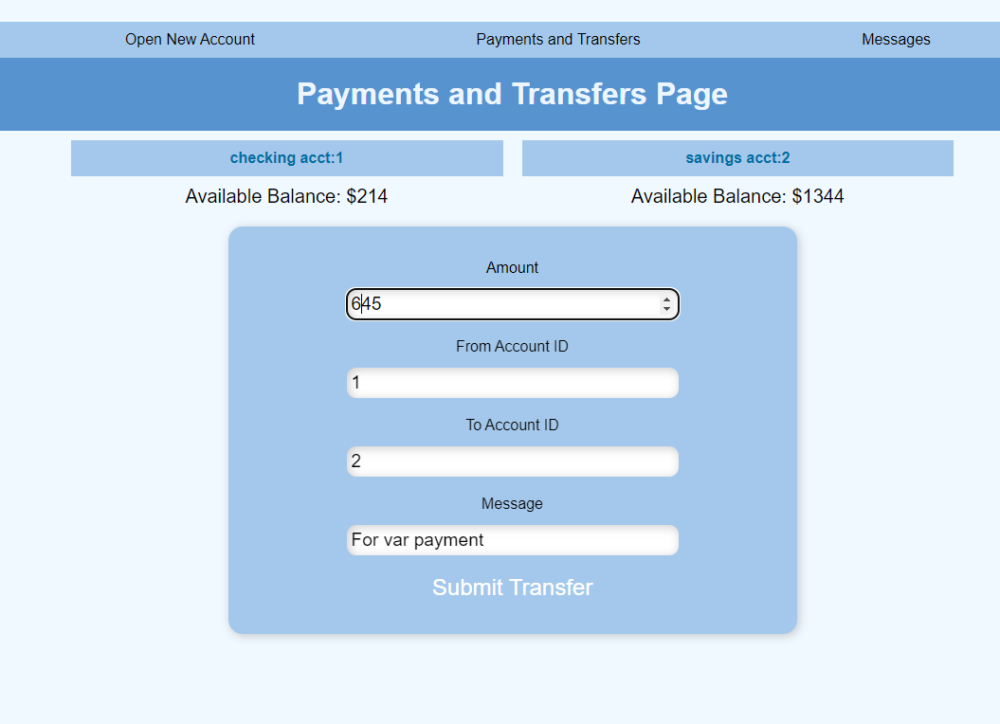 Open New Account Payments and Transfers Messages
Payments and Transfers Page
checking acct:1 savings acct:2
Available Balance: $214 Available Balance: $1344
Amount
645
From Account ID
1
To Account ID
2
Message
For var payment
Submit Transfer